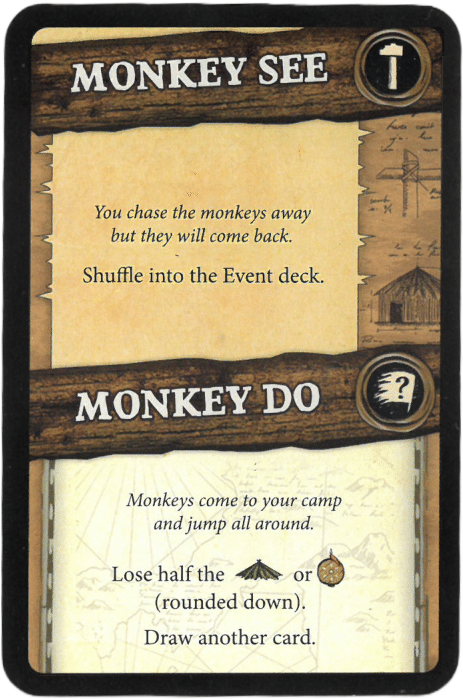 MONKEY SEE
You chase the monkeys away
but they will come back.
Shuffle into the Event deck.
MONKEY DO
?
Monkeys come to your camp
and jump all around.
Lose half the or
(rounded down).
Draw another card.